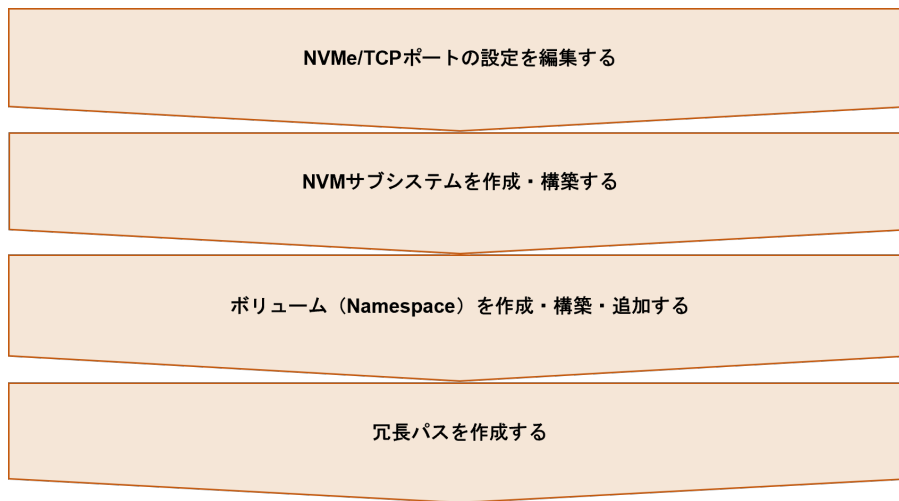 NVMe/TCPポートの設定を編集する
NVMサブシステムを作成・構築する
ボリューム（Namespace）を作成・構築・追加する
冗長パスを作成する